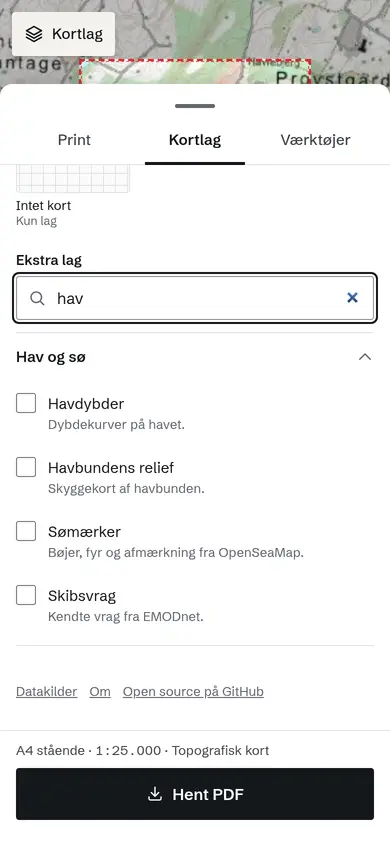 Kortlag
Provstgård
Print
Kortlag
Værktøjer
Intet kort
Kun lag
Ekstra lag
hav
Hav og sø
Havdybder
Dybdekurver på havet.
Havbundens relief
Skyggekort af havbunden.
Sømærker
Bøjer, fyr og afmærkning fra OpenSeaMap.
Skibsvrag
Kendte vrag fra EMODnet.
Datakilder Om Open source på GitHub
A4 stående · 1:25.000 · Topografisk kort
Hent PDF